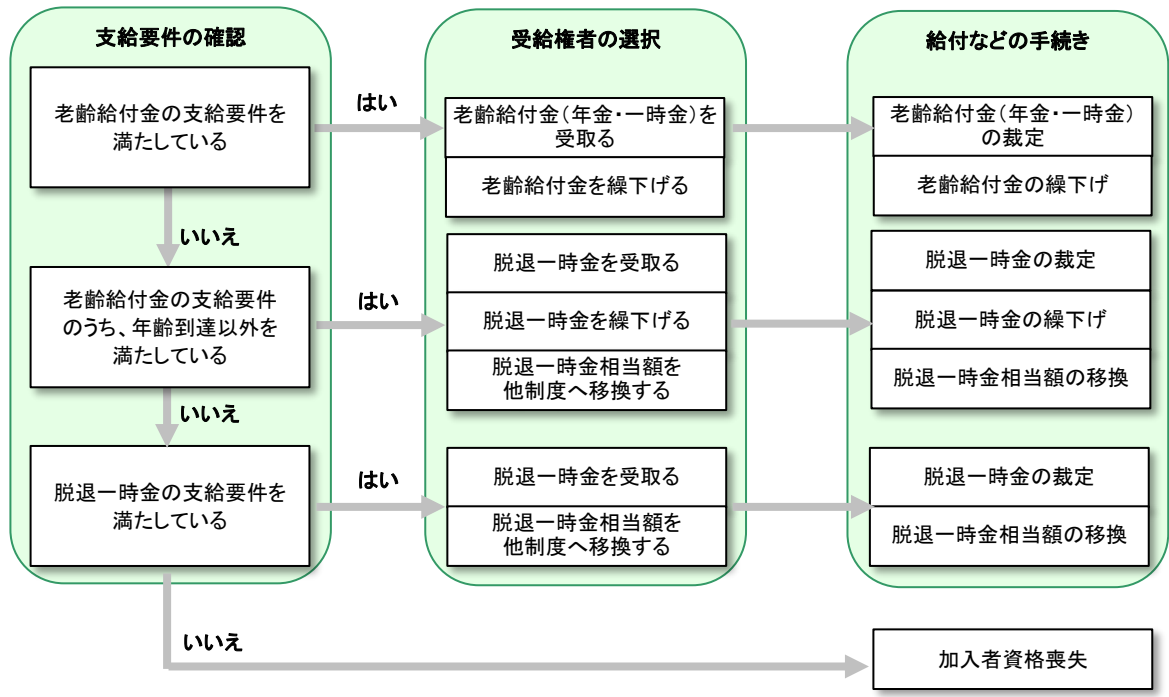 支給要件の確認
受給権者の選択
給付などの手続き
老齢給付金の支給要件を
満たしている
はい
老齢給付金(年金・一時金)を
受取る
老齢給付金を繰下げる
老齢給付金(年金・一時金)
の裁定
老齢給付金の繰下げ
いいえ
老齢給付金の支給要件
のうち、年齢到達以外を
満たしている
はい
脱退一時金を受取る
脱退一時金を繰下げる
脱退一時金相当額を
他制度へ移換する
脱退一時金の裁定
脱退一時金の繰下げ
脱退一時金相当額の移換
いいえ
脱退一時金の支給要件を
満たしている
はい
脱退一時金を受取る
脱退一時金相当額を
他制度へ移換する
脱退一時金の裁定
脱退一時金相当額の移換
いいえ
加入者資格喪失